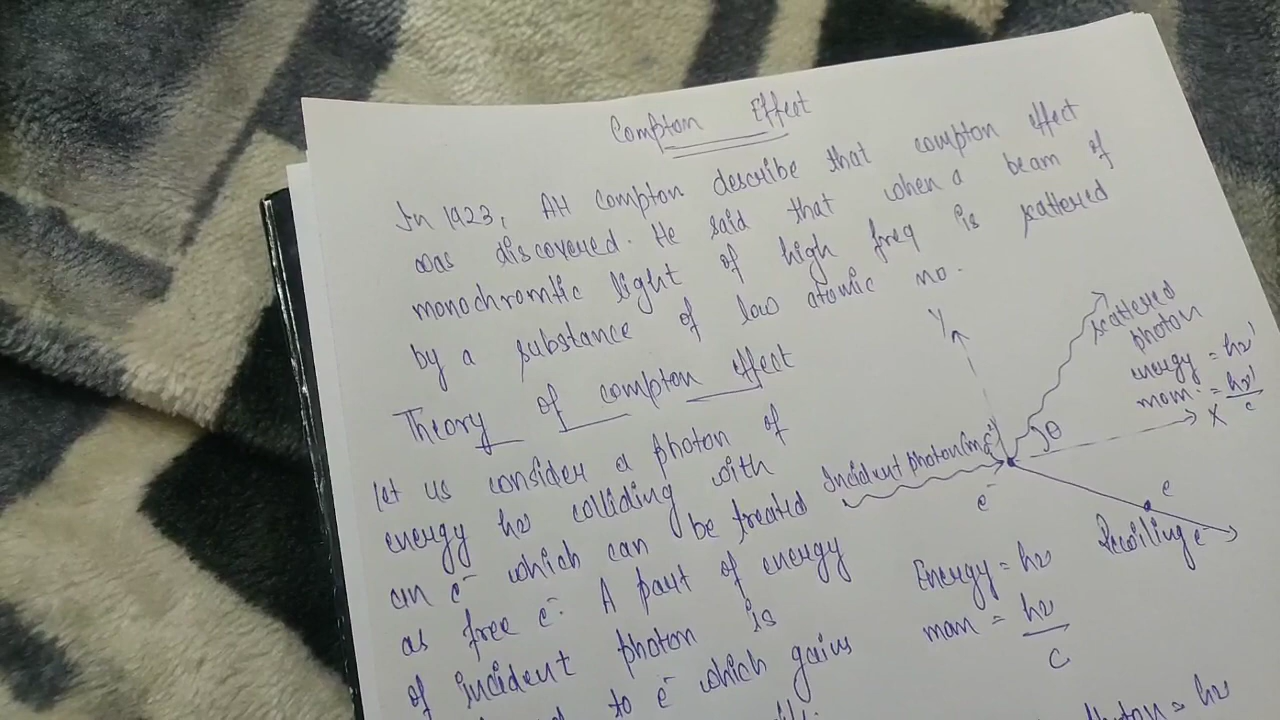 Compton Effect
In 1923, AH Compton describe that compton effect
was discovered. He said that when a beam of
monochromtic light of high freq is scattered
by a substance of low atomic no.
Theory of compton effect
let us consider a photon of
energy hν colliding with
an e⁻ which can be treated
as free e⁻. A part of energy
of incident photon is
to e⁻ which gains
Y
scattered
photon
energy = hν'
mom. = hν'/c
X
θ
Incident photon
e⁻
e
Recoiling e
Energy = hν
mom = hν/c
= hν